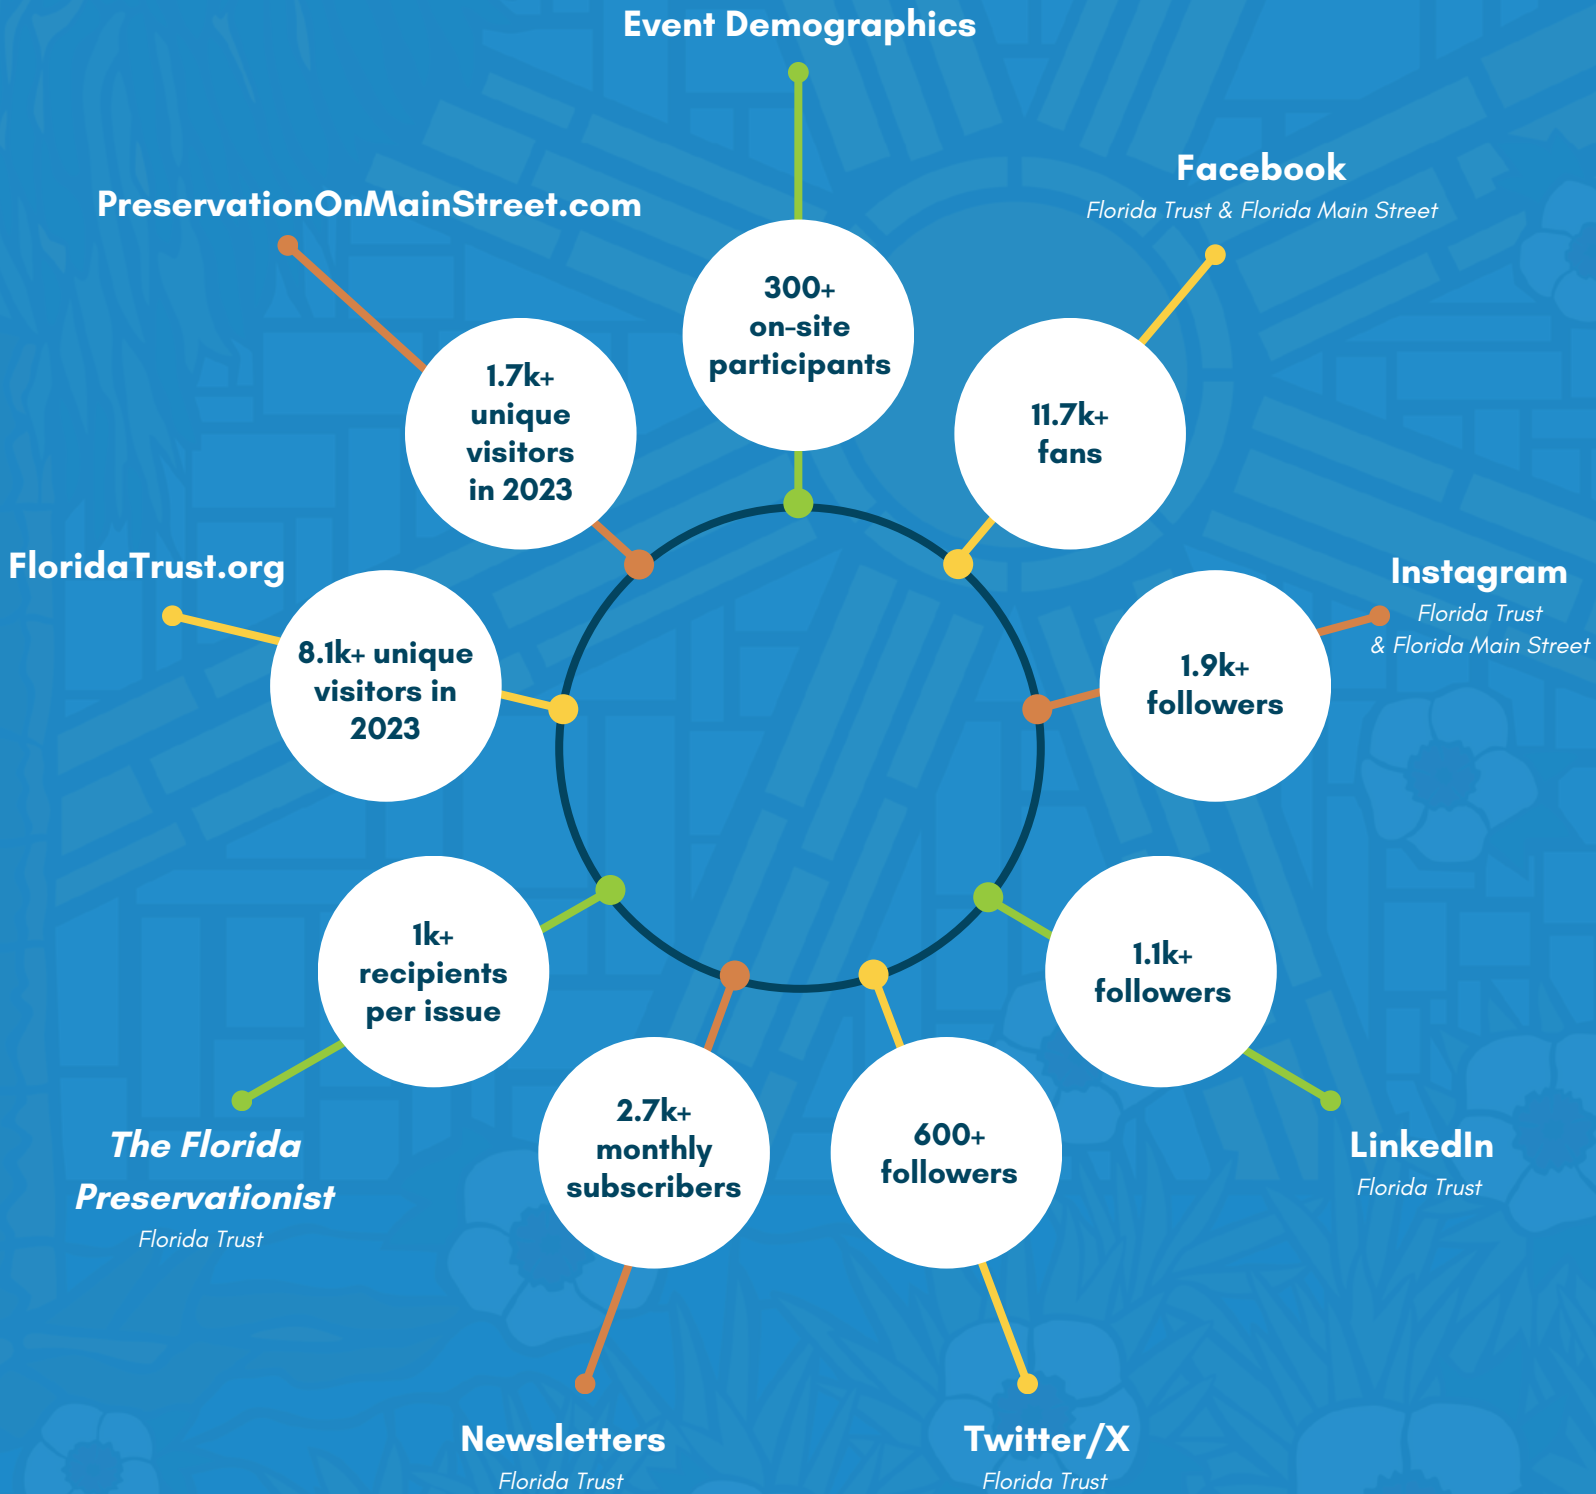 Event Demographics
300+
on-site
participants
Facebook
Florida Trust & Florida Main Street
11.7k+
fans
Instagram
Florida Trust
& Florida Main Street
1.9k+
followers
LinkedIn
Florida Trust
1.1k+
followers
Twitter/X
Florida Trust
600+
followers
Newsletters
Florida Trust
2.7k+
monthly
subscribers
The Florida
Preservationist
Florida Trust
1k+
recipients
per issue
FloridaTrust.org
8.1k+ unique
visitors in
2023
PreservationOnMainStreet.com
1.7k+
unique
visitors
in 2023